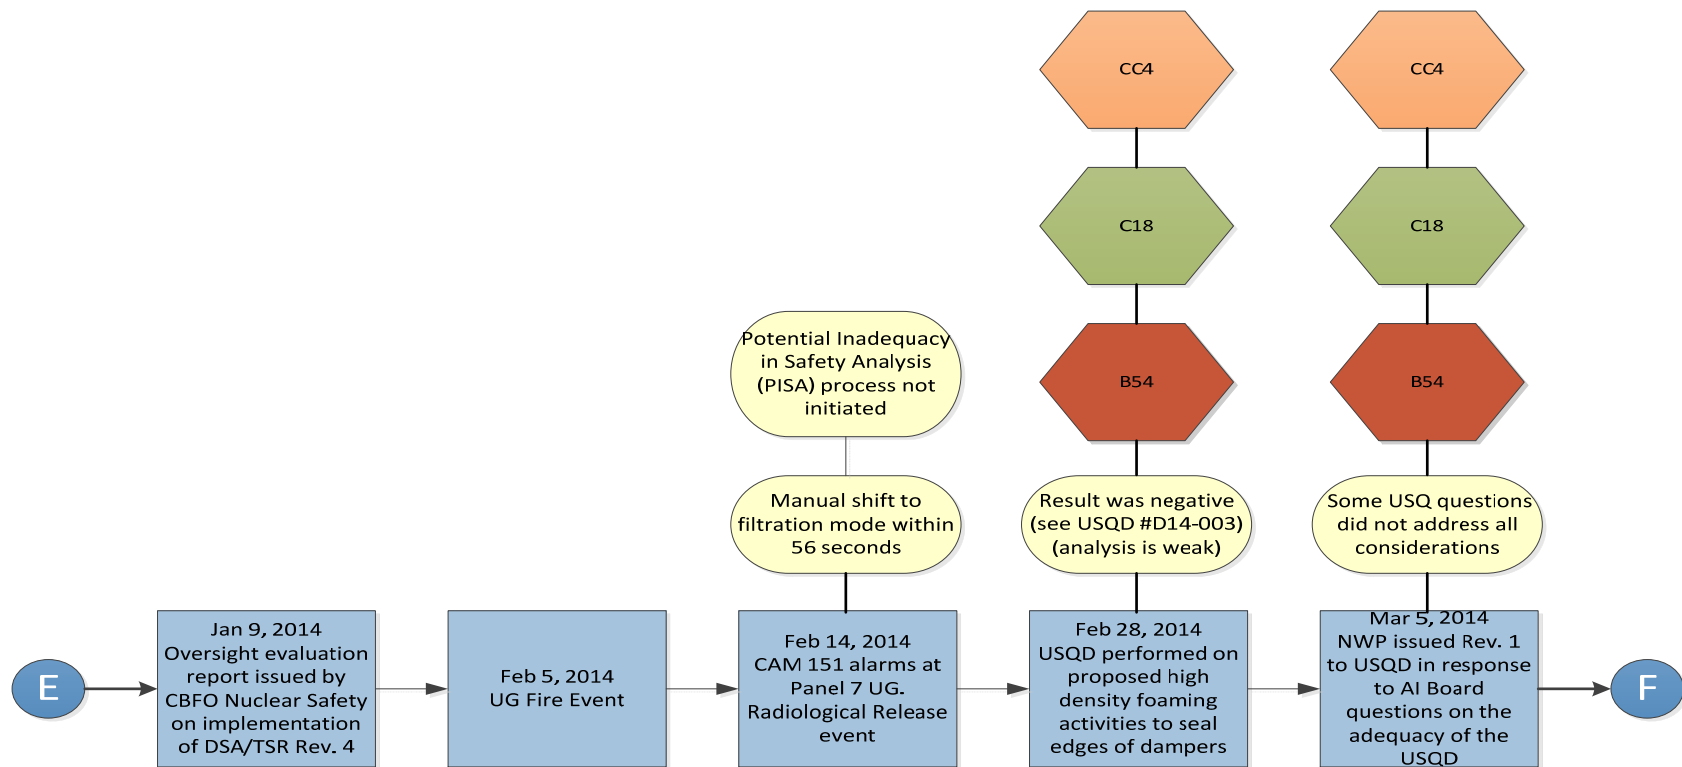 CC4
CC4
C18
C18
Potential Inadequacy
in Safety Analysis
(PISA) process not
initiated
B54
B54
Manual shift to
filtration mode within
56 seconds
Result was negative
(see USQD #D14-003)
(analysis is weak)
Some USQ questions
did not address all
considerations
E
Jan 9, 2014
Oversight evaluation
report issued by
CBFO Nuclear Safety
on implementation
of DSA/TSR Rev. 4
Feb 5, 2014
UG Fire Event
Feb 14, 2014
CAM 151 alarms at
Panel 7 UG.
Radiological Release
event
Feb 28, 2014
USQD performed on
proposed high
density foaming
activities to seal
edges of dampers
Mar 5, 2014
NWP issued Rev. 1
to USQD in response
to AI Board
questions on the
adequacy of the
USQD
F